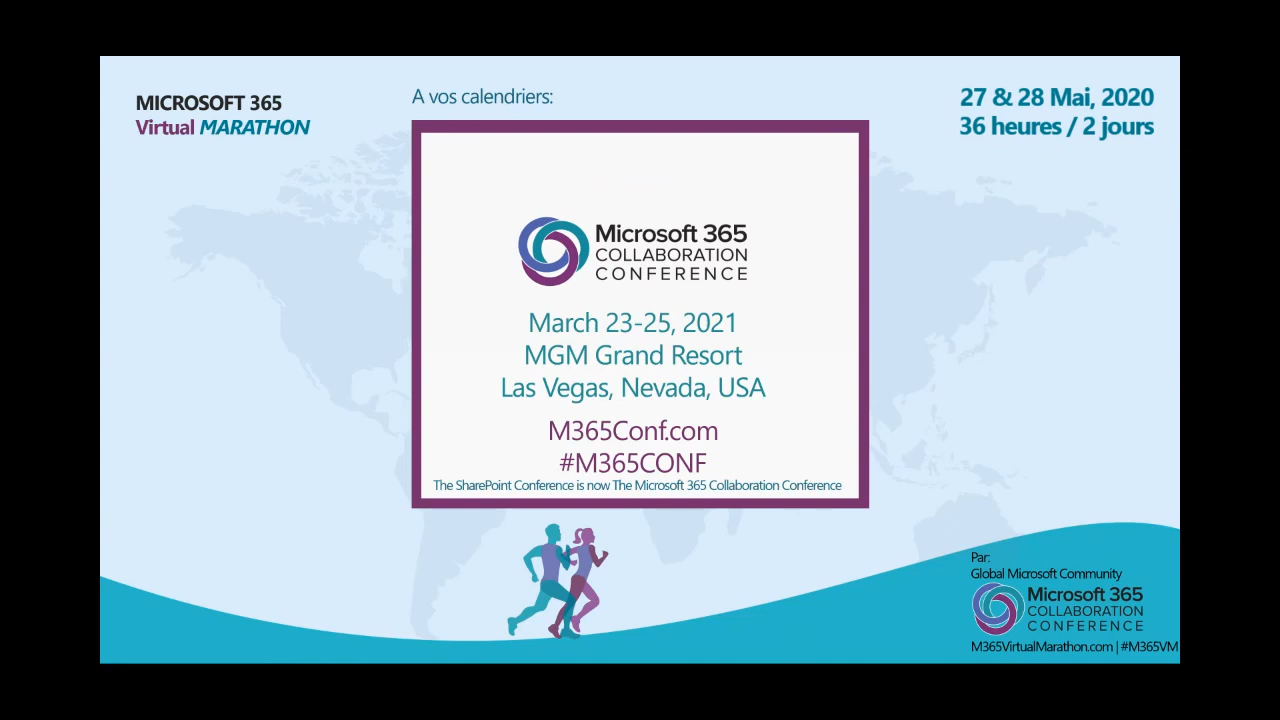 MICROSOFT 365
Virtual MARATHON
A vos calendriers:
27 & 28 Mai, 2020
36 heures / 2 jours
Microsoft 365
COLLABORATION
CONFERENCE
March 23-25, 2021
MGM Grand Resort
Las Vegas, Nevada, USA
M365Conf.com
#M365CONF
The SharePoint Conference is now The Microsoft 365 Collaboration Conference
Par:
Global Microsoft Community
Microsoft 365
COLLABORATION
CONFERENCE
M365VirtualMarathon.com | #M365VM